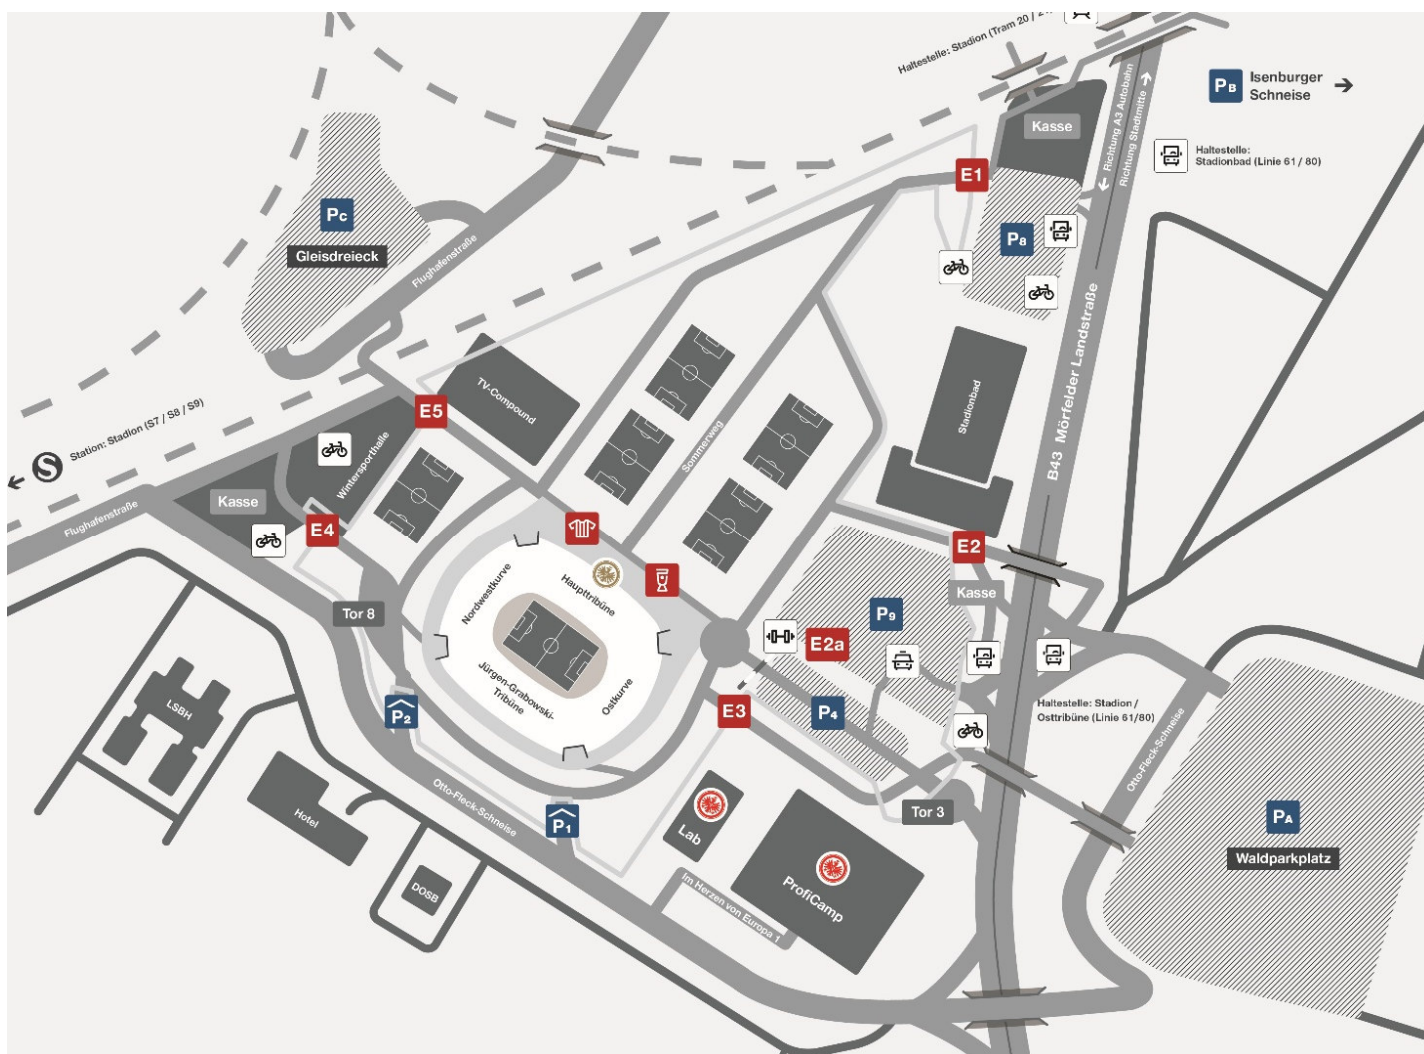 Haltestelle: Stadion (Tram 20 /
PB Isenburger
Schneise
Richtung A3 Autobahn
Richtung Stadtmitte
Kasse
Haltestelle:
Stadionbad (Linie 61 / 80)
E1
PC
Gleisdreieck
Flughafenstraße
P8
B43 Mörfelder Landstraße
TV-Compound
E5
Stadionbad
Sommerweg
S Station: Stadion (S7 / S8 / S9)
Wintersporthalle
Kasse
Flughafenstraße
E4
E2
Kasse
Nordwestkurve
Haupttribüne
Tor 8
P9
E2a
Jürgen-Grabowski-
Tribüne
Ostkurve
LSBH
P2
E3
P4
Haltestelle: Stadion /
Osttribüne (Linie 61/80)
Otto-Fleck-Schneise
Otto-Fleck-Schneise
Hotel
P1
Lab
Tor 3
PA
Waldparkplatz
DOSB
ProfiCamp
Im Herzen von Europa 1